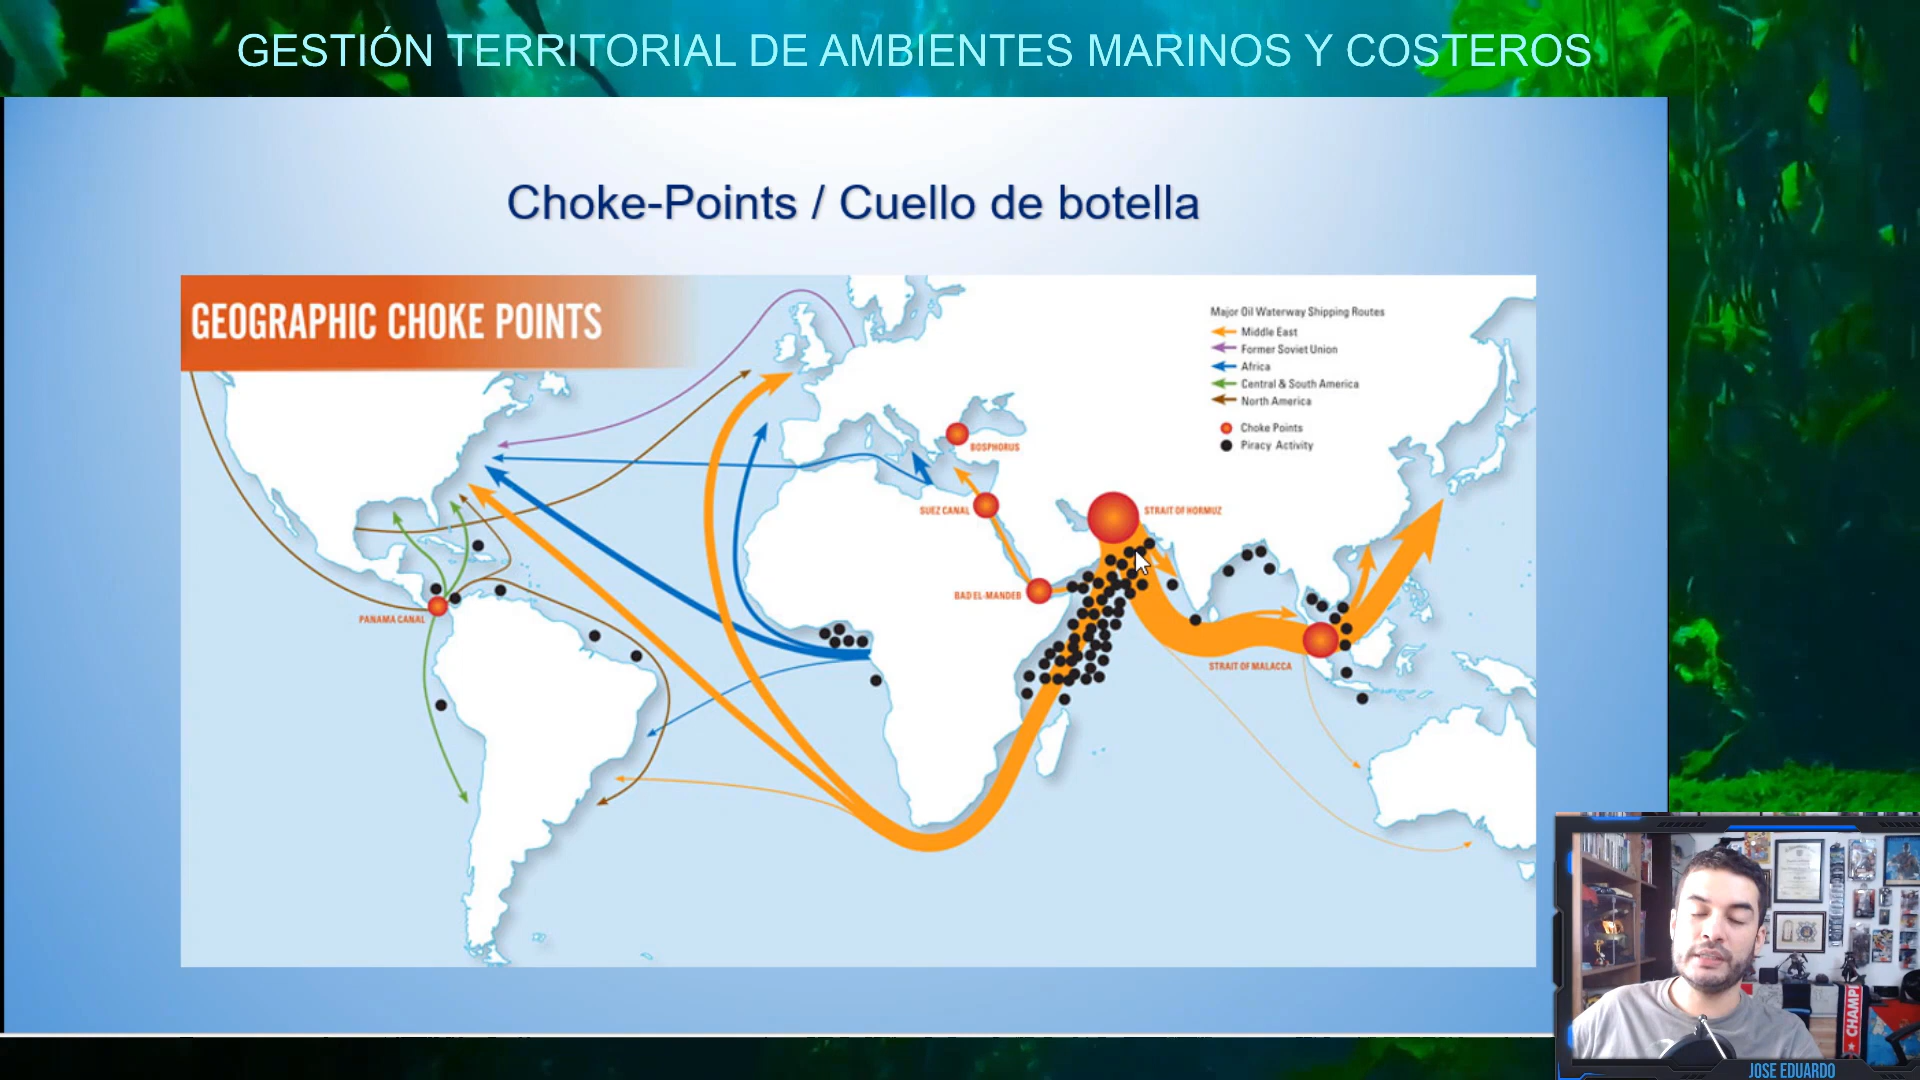 GESTIÓN TERRITORIAL DE AMBIENTES MARINOS Y COSTEROS
Choke-Points / Cuello de botella
GEOGRAPHIC CHOKE POINTS
Major Oil Waterway Shipping Routes
Middle East
Former Soviet Union
Africa
Central & South America
North America
Choke Points
Piracy Activity
BOSPHORUS
SUEZ CANAL
STRAIT OF HORMUZ
BAD EL-MANDEB
PANAMA CANAL
STRAIT OF MALACCA
CHAMPI
JOSE EDUARDO